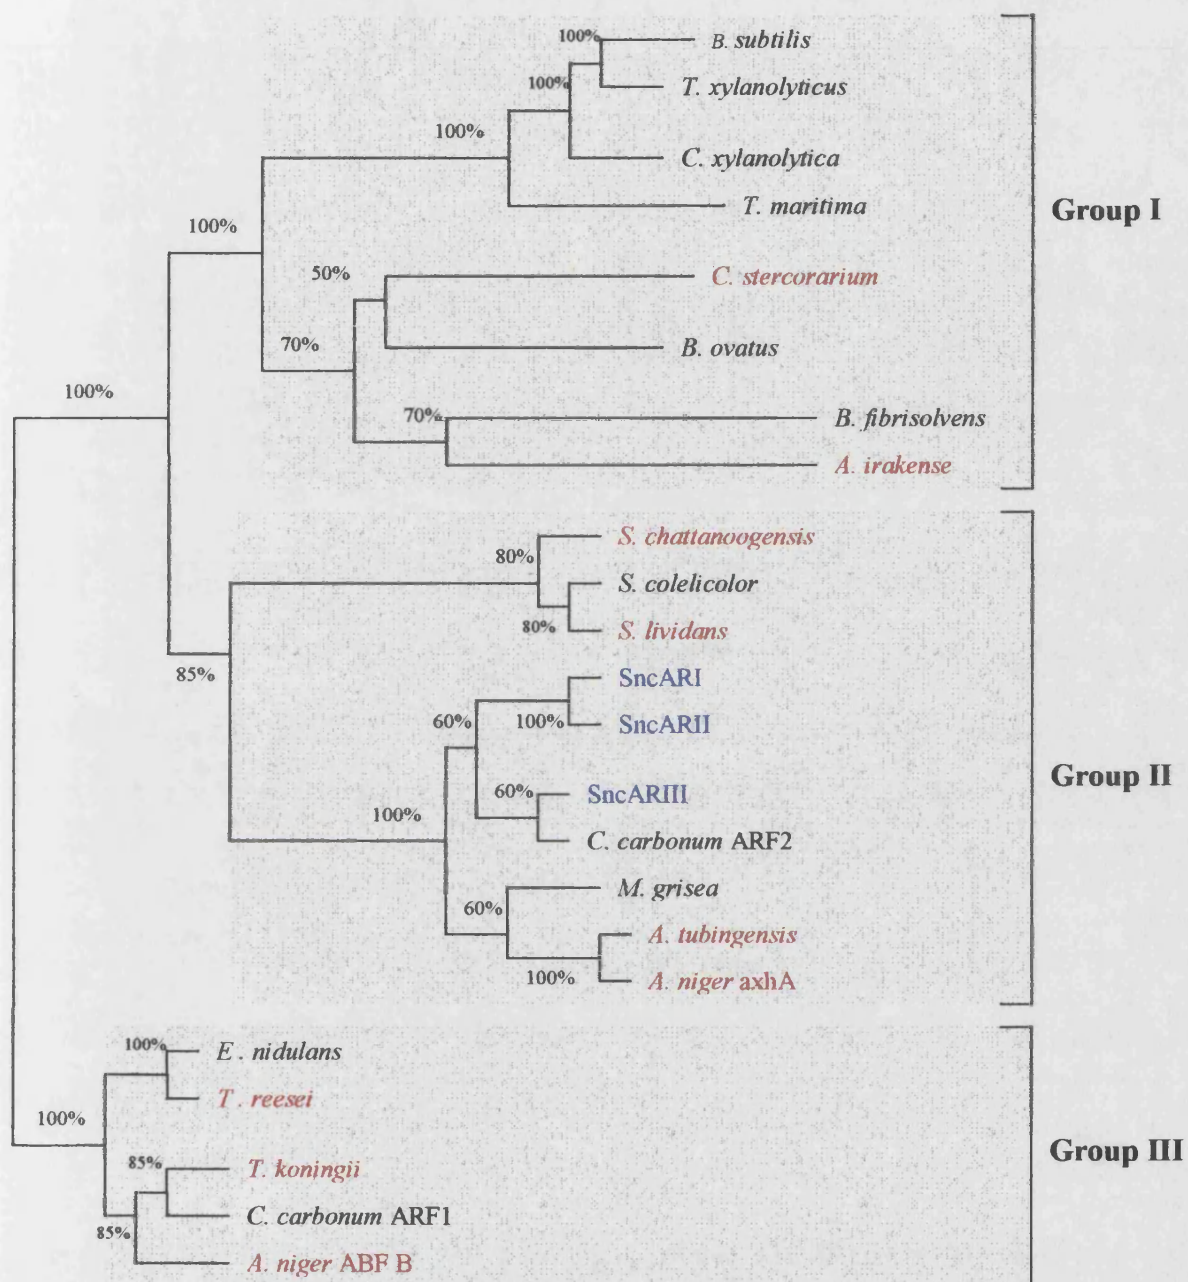 100%
B. subtilis
100%
T. xylanolyticus
100%
C. xylanolytica
T. maritima
Group I
100%
50%
C. stercorarium
70%
B. ovatus
100%
70%
B. fibrisolvens
A. irakense
S. chattanoogensis
80%
S. colelicolor
80%
S. lividans
85%
SncARI
60%
100%
SncARII
Group II
60%
SncARIII
100%
C. carbonum ARF2
M. grisea
60%
A. tubingensis
100%
A. niger axhA
100%
E . nidulans
T . reesei
100%
Group III
85%
T. koningii
C. carbonum ARF1
85%
A. niger ABF B